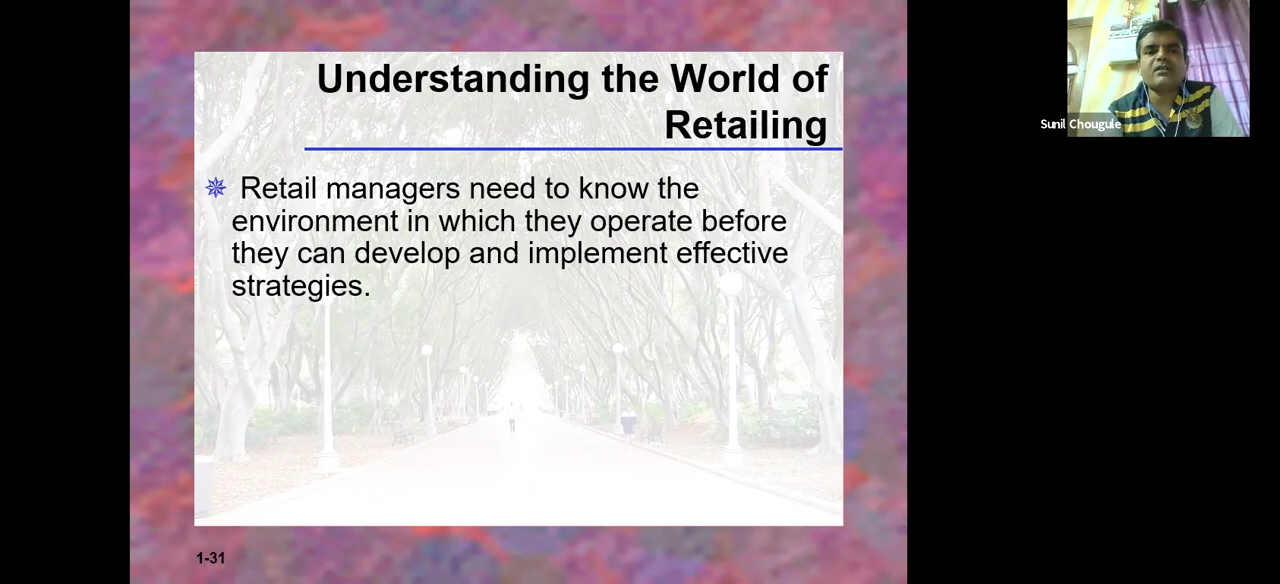 Understanding the World of
Retailing
Retail managers need to know the
environment in which they operate before
they can develop and implement effective
strategies.
1-31
Sunil Chougule